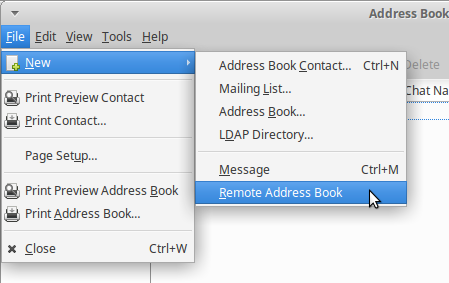 Address Book
File Edit View Tools Help
New
Print Preview Contact
Print Contact...
Page Setup...
Print Preview Address Book
Print Address Book...
Close Ctrl+W
Address Book Contact... Ctrl+N
Mailing List...
Address Book...
LDAP Directory...
Message Ctrl+M
Remote Address Book
Delete
Chat Na